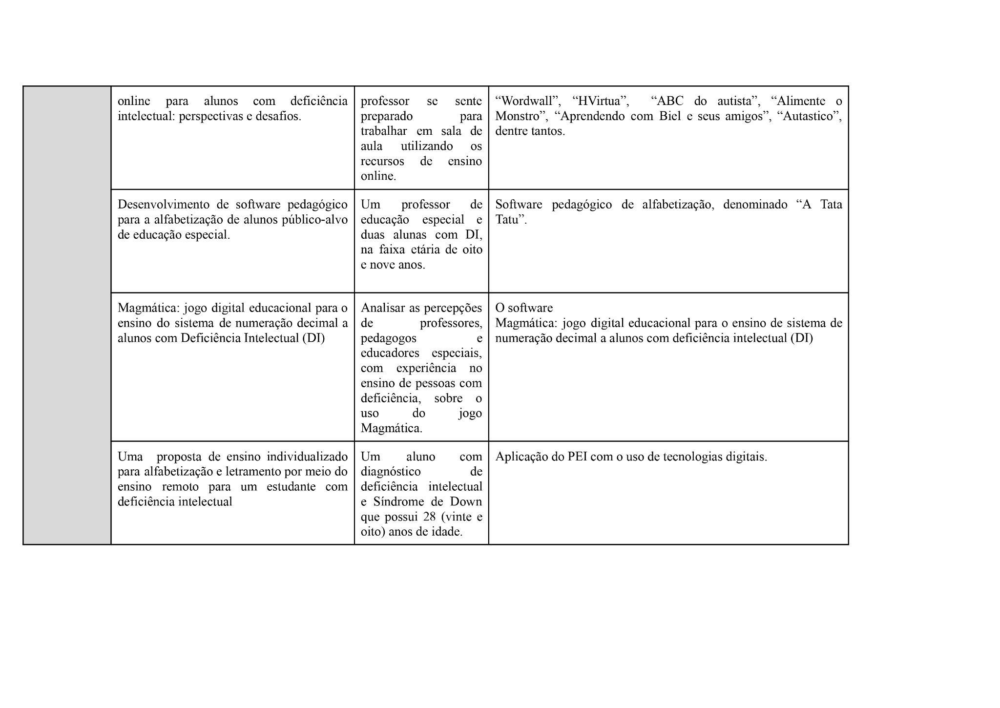 online para alunos com deficiência
intelectual: perspectivas e desafios.
professor se sente
preparado para
trabalhar em sala de
aula utilizando os
recursos de ensino
online.
“Wordwall”, “HVirtua”, “ABC do autista”, “Alimente o
Monstro”, “Aprendendo com Biel e seus amigos”, “Autastico”,
dentre tantos.
Desenvolvimento de software pedagógico
para a alfabetização de alunos público-alvo
de educação especial.
Um professor de
educação especial e
duas alunas com DI,
na faixa etária de oito
e nove anos.
Software pedagógico de alfabetização, denominado “A Tata
Tatu”.
Magmática: jogo digital educacional para o
ensino do sistema de numeração decimal a
alunos com Deficiência Intelectual (DI)
Analisar as percepções
de professores,
pedagogos e
educadores especiais,
com experiência no
ensino de pessoas com
deficiência, sobre o
uso do jogo
Magmática.
O software
Magmática: jogo digital educacional para o ensino de sistema de
numeração decimal a alunos com deficiência intelectual (DI)
Uma proposta de ensino individualizado
para alfabetização e letramento por meio do
ensino remoto para um estudante com
deficiência intelectual
Um aluno com
diagnóstico de
deficiência intelectual
e Síndrome de Down
que possui 28 (vinte e
oito) anos de idade.
Aplicação do PEI com o uso de tecnologias digitais.